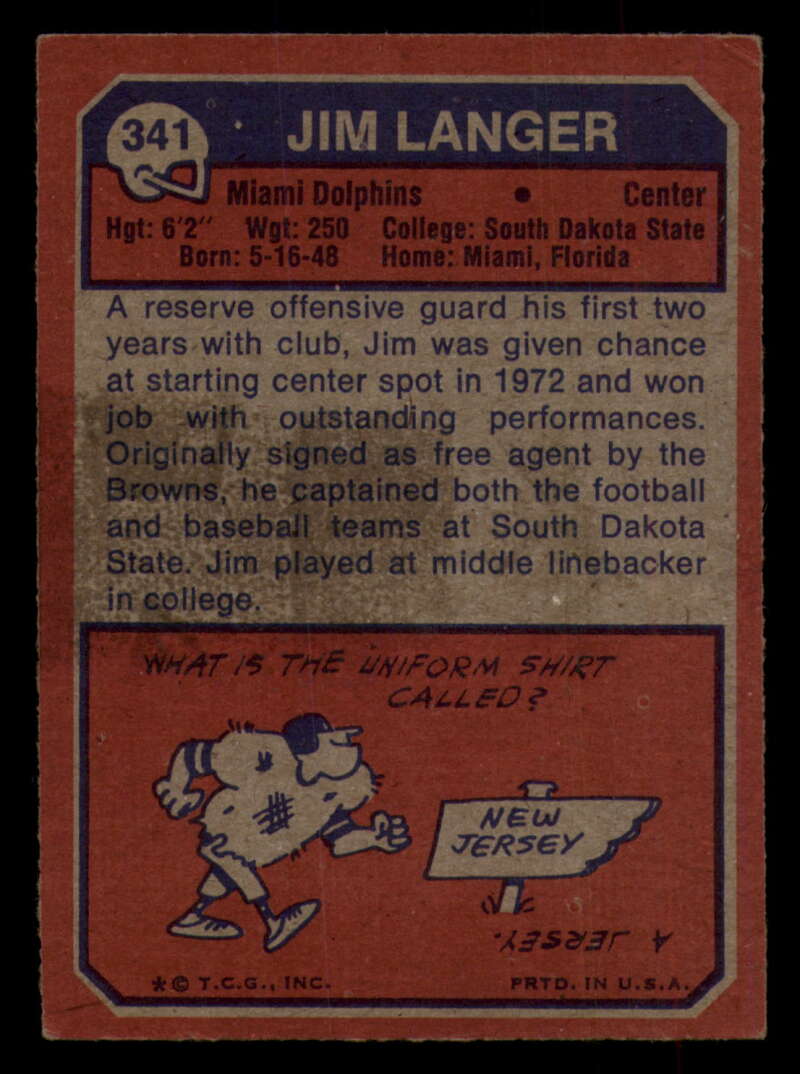 341
JIM LANGER
Miami Dolphins • Center
Hgt: 6'2" Wgt: 250 College: South Dakota State
Born: 5-16-48 Home: Miami, Florida
A reserve offensive guard his first two
years with club, Jim was given chance
at starting center spot in 1972 and won
job with outstanding performances.
Originally signed as free agent by the
Browns, he captained both the football
and baseball teams at South Dakota
State. Jim played at middle linebacker
in college.
WHAT IS THE UNIFORM SHIRT
CALLED?
NEW
JERSEY
A JERSEY.
*© T.C.G., INC. PRTD. IN U.S.A.